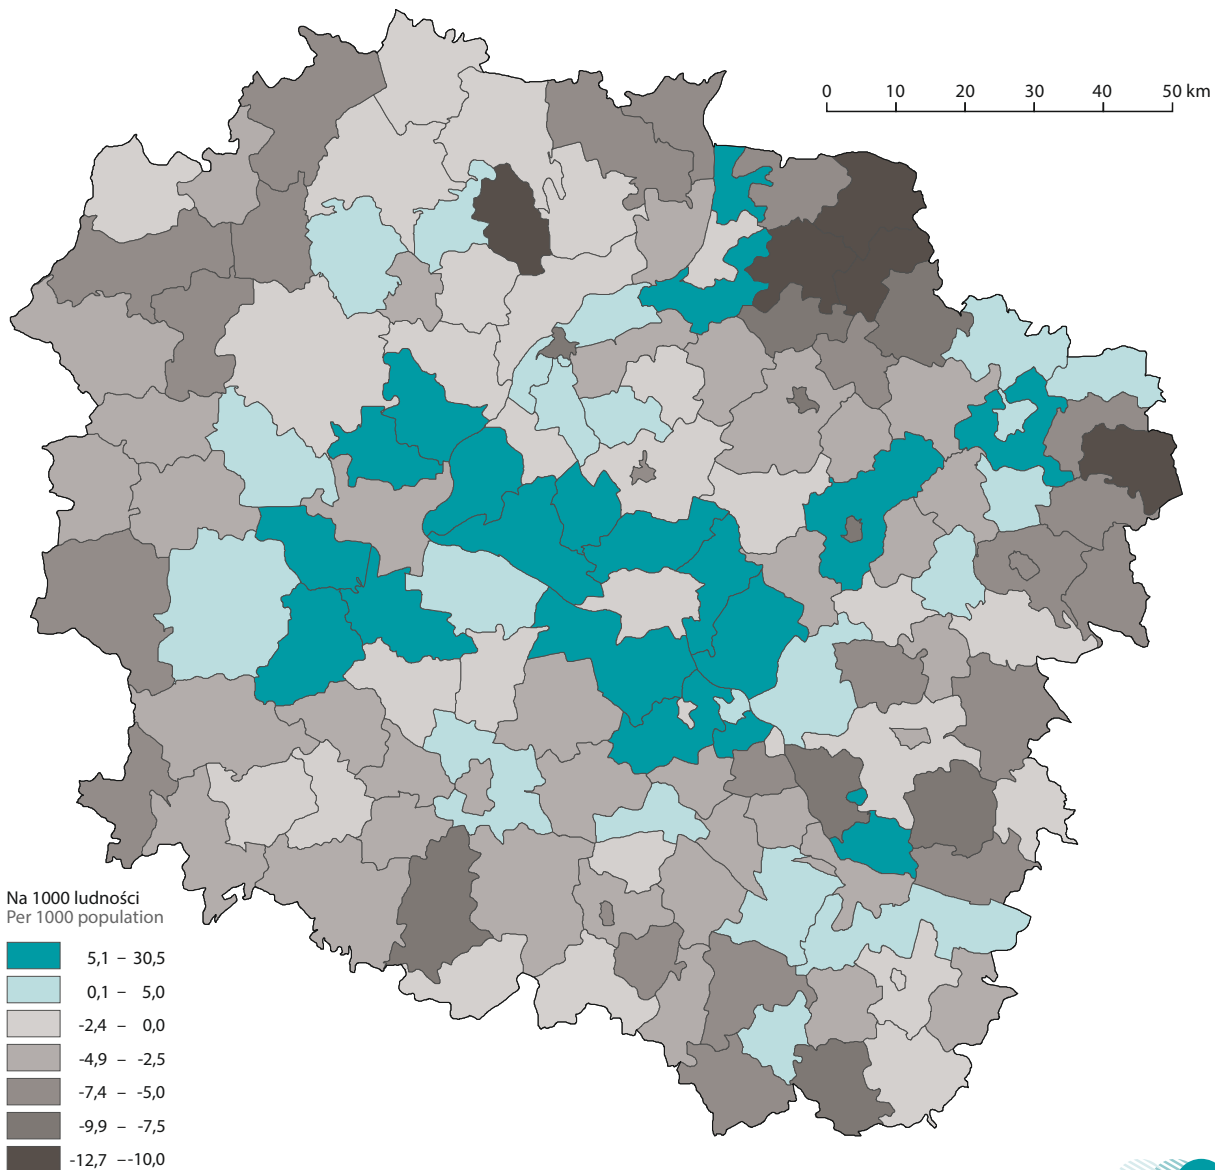 0 10 20 30 40 50 km
Na 1000 ludności
Per 1000 population
5,1 – 30,5
0,1 – 5,0
-2,4 – 0,0
-4,9 – -2,5
-7,4 – -5,0
-9,9 – -7,5
-12,7 –-10,0